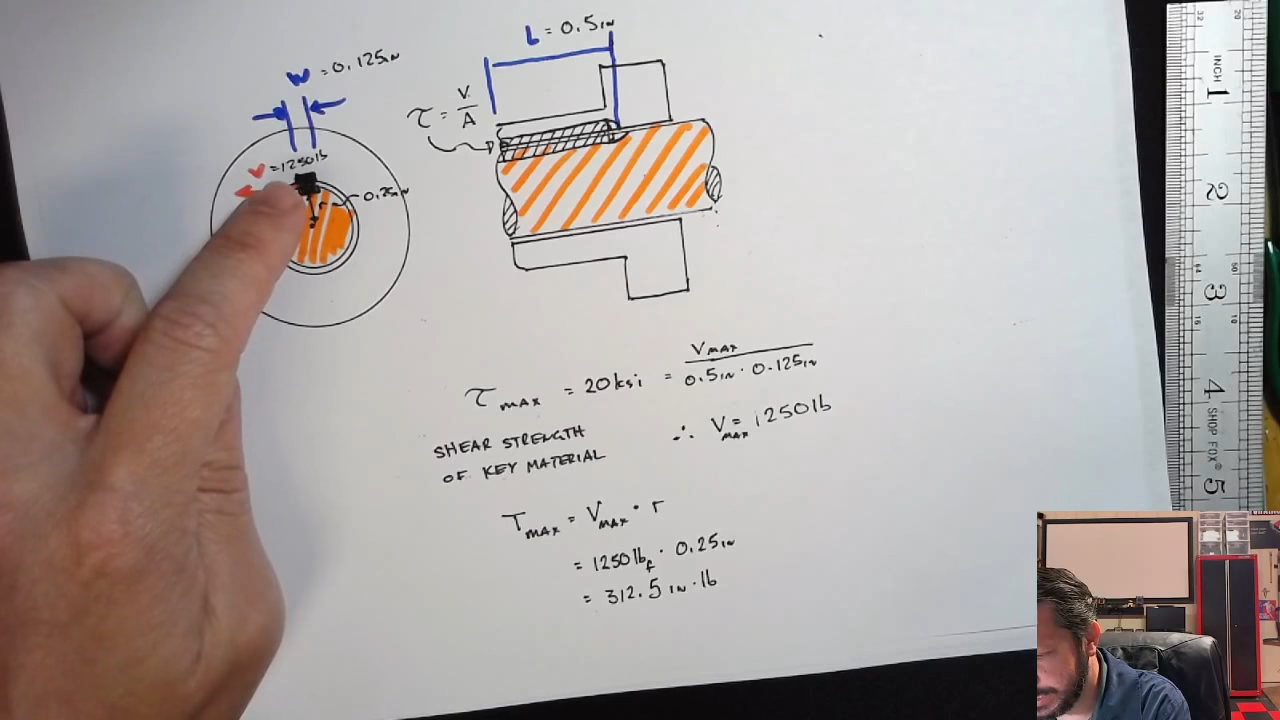 L = 0.5in
W = 0.125in
τ = V/A
V = 1250lb
0.25in
τMAX = 20ksi = VMAX / 0.5in · 0.125in
SHEAR STRENGTH
OF KEY MATERIAL
∴ VMAX = 1250lb
TMAX = VMAX · r
= 1250lbf · 0.25in
= 312.5 in·lb
INCH 1
2
3
4
SHOP FOX®
5